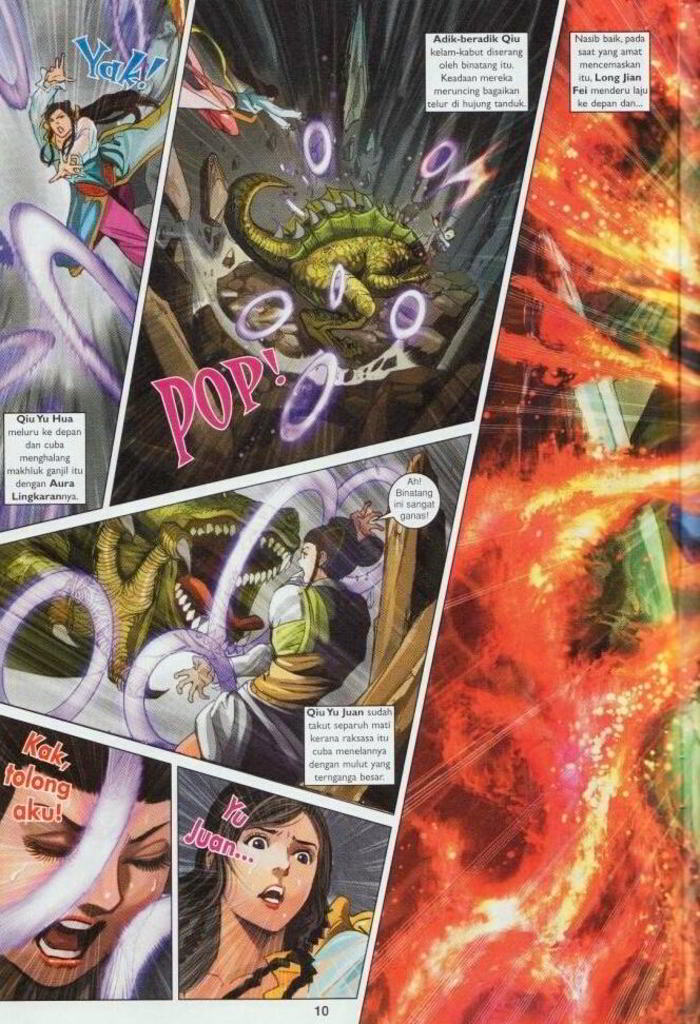 Yak!
Qiu Yu Hua
meluru ke depan
dan cuba
menghalang
makhluk ganjil itu
dengan Aura
Lingkarannya.
Adik-beradik Qiu
kelam-kabut diserang
oleh binatang itu.
Keadaan mereka
meruncing bagaikan
telur di hujung tanduk.
POP!
Nasib baik, pada
saat yang amat
mencemaskan
itu, Long Jian
Fei menderu laju
ke depan dan...
Ah!
Binatang
ini sangat
ganas!
Qiu Yu Juan sudah
takut separuh mati
kerana raksasa itu
cuba menelannya
dengan mulut yang
ternganga besar.
Kak,
tolong
aku!
Yu
Juan...
10